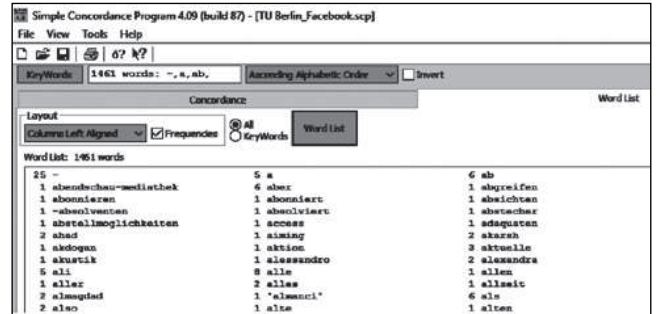 Simple Concordance Program 4.09 (build 87) - [TU Berlin_Facebook.scp]
File View Tools Help
KeyWords 1461 words: -,a,ab, Ascending Alphabetic Order Invert
Concordance Word List
Layout
Columns Left Aligned Frequencies All KeyWords Word List
Word List: 1461 words
25 - 5 a 6 ab
1 abendschau-mediathek 6 aber 1 abgreifen
1 abonnieren 1 abonniert 1 absichten
1 -absolventen 1 absolviert 1 abstecher
1 abstellmoglichkeiten 1 access 1 adaquaten
2 ahad 1 aiming 2 akarsh
1 akdogan 1 aktion 3 aktuelle
1 akustik 1 alessandro 2 alexandra
5 ali 8 alle 1 allen
1 aller 2 alles 1 allzeit
2 almaqdad 1 "almanci" 6 als
2 also 1 alte 1 alten